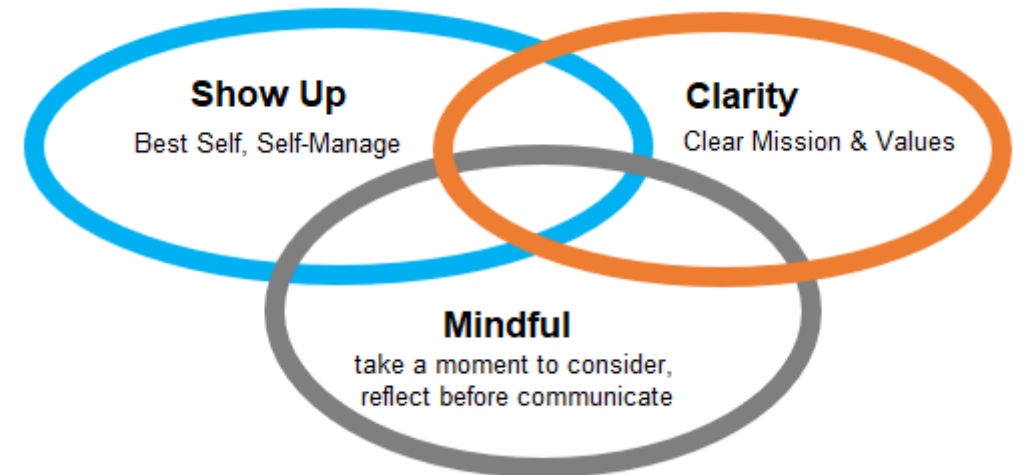 Show Up
Best Self, Self-Manage
Clarity
Clear Mission & Values
Mindful
take a moment to consider,
reflect before communicate